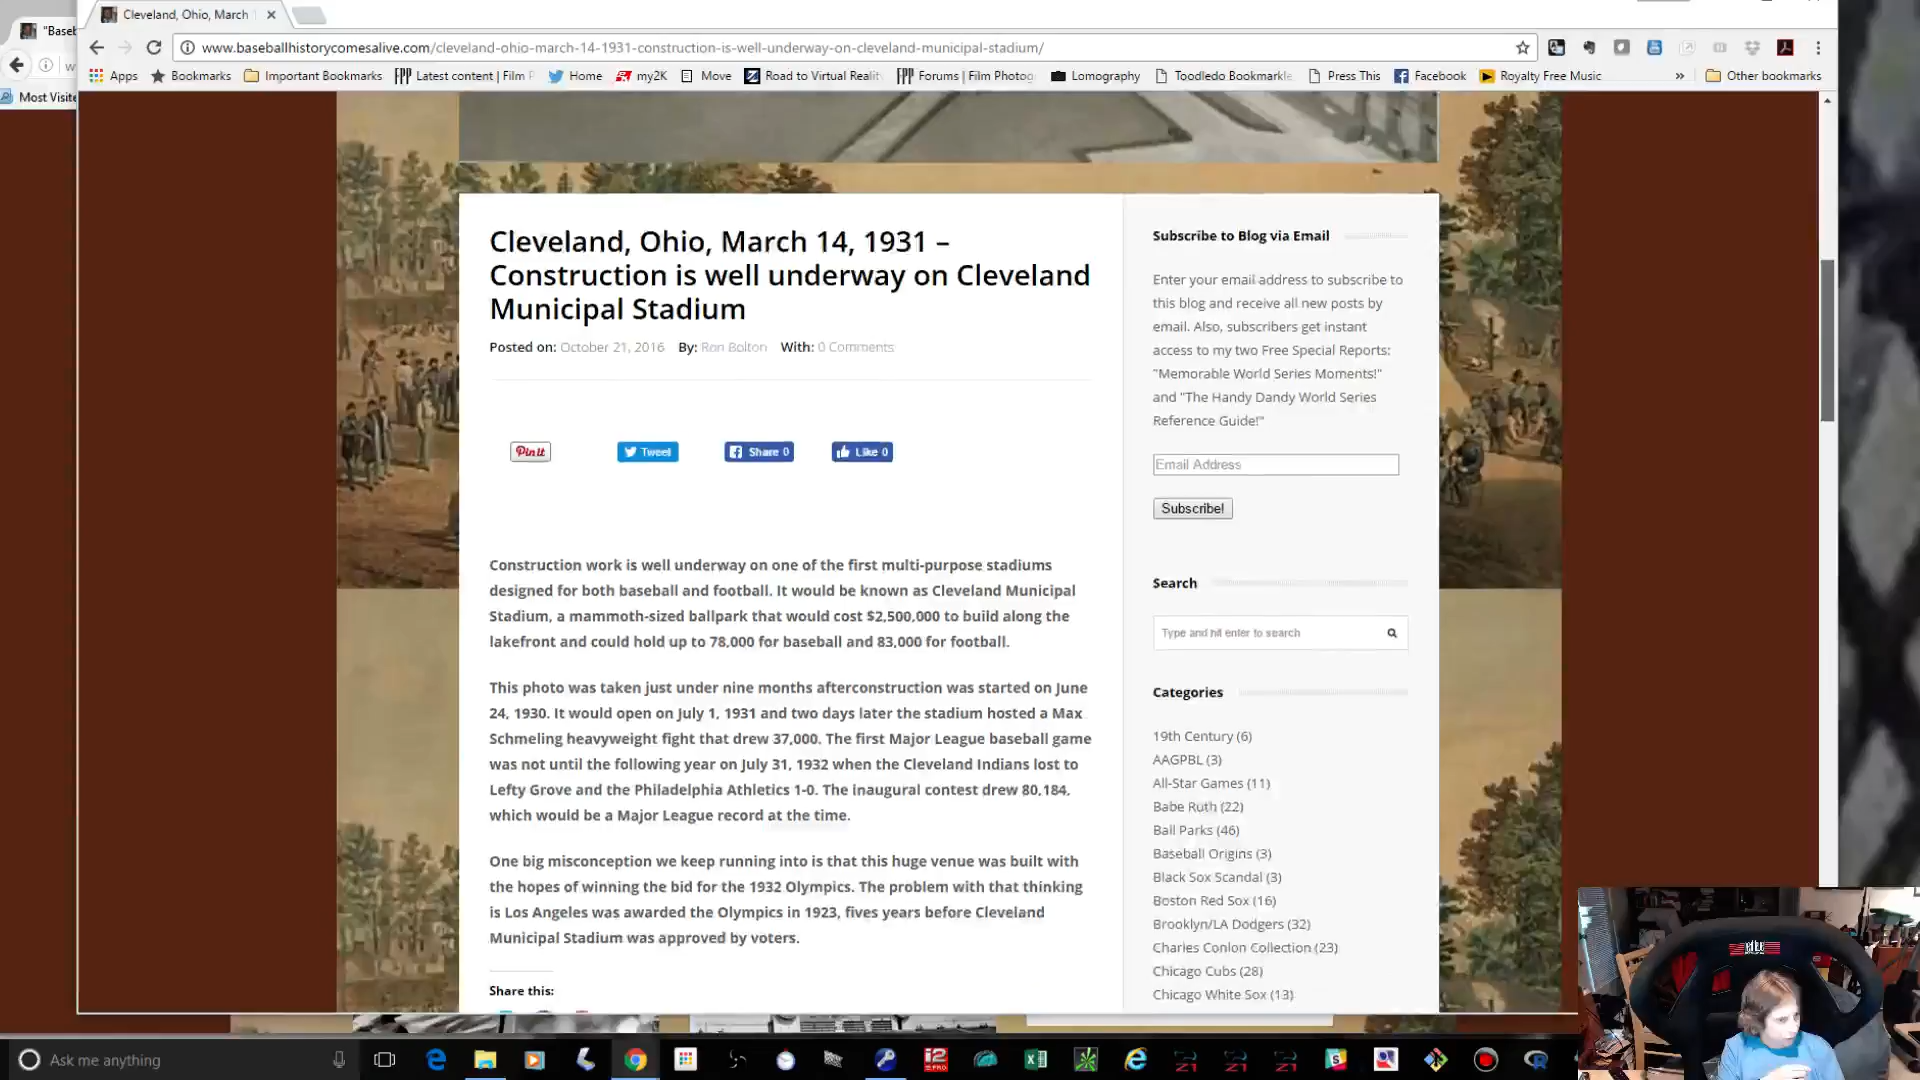 Cleveland, Ohio, March
"Baseb
www.baseballhistorycomesalive.com/cleveland-ohio-march-14-1931-construction-is-well-underway-on-cleveland-municipal-stadium/
Apps Bookmarks Important Bookmarks Latest content | Film P Home my2K Move Road to Virtual Reality Forums | Film Photog Lomography Toodledo Bookmarkle Press This Facebook Royalty Free Music » Other bookmarks
Most Visite
Cleveland, Ohio, March 14, 1931 –
Construction is well underway on Cleveland
Municipal Stadium
Posted on: October 21, 2016 By: Ron Bolton With: 0 Comments
Pinit Tweet Share 0 Like 0
Construction work is well underway on one of the first multi-purpose stadiums
designed for both baseball and football. It would be known as Cleveland Municipal
Stadium, a mammoth-sized ballpark that would cost $2,500,000 to build along the
lakefront and could hold up to 78,000 for baseball and 83,000 for football.
This photo was taken just under nine months afterconstruction was started on June
24, 1930. It would open on July 1, 1931 and two days later the stadium hosted a Max
Schmeling heavyweight fight that drew 37,000. The first Major League baseball game
was not until the following year on July 31, 1932 when the Cleveland Indians lost to
Lefty Grove and the Philadelphia Athletics 1-0. The inaugural contest drew 80,184,
which would be a Major League record at the time.
One big misconception we keep running into is that this huge venue was built with
the hopes of winning the bid for the 1932 Olympics. The problem with that thinking
is Los Angeles was awarded the Olympics in 1923, fives years before Cleveland
Municipal Stadium was approved by voters.
Share this:
Subscribe to Blog via Email
Enter your email address to subscribe to
this blog and receive all new posts by
email. Also, subscribers get instant
access to my two Free Special Reports:
"Memorable World Series Moments!"
and "The Handy Dandy World Series
Reference Guide!"
Email Address
Subscribe!
Search
Type and hit enter to search
Categories
19th Century (6)
AAGPBL (3)
All-Star Games (11)
Babe Ruth (22)
Ball Parks (46)
Baseball Origins (3)
Black Sox Scandal (3)
Boston Red Sox (16)
Brooklyn/LA Dodgers (32)
Charles Conlon Collection (23)
Chicago Cubs (28)
Chicago White Sox (13)
Ask me anything